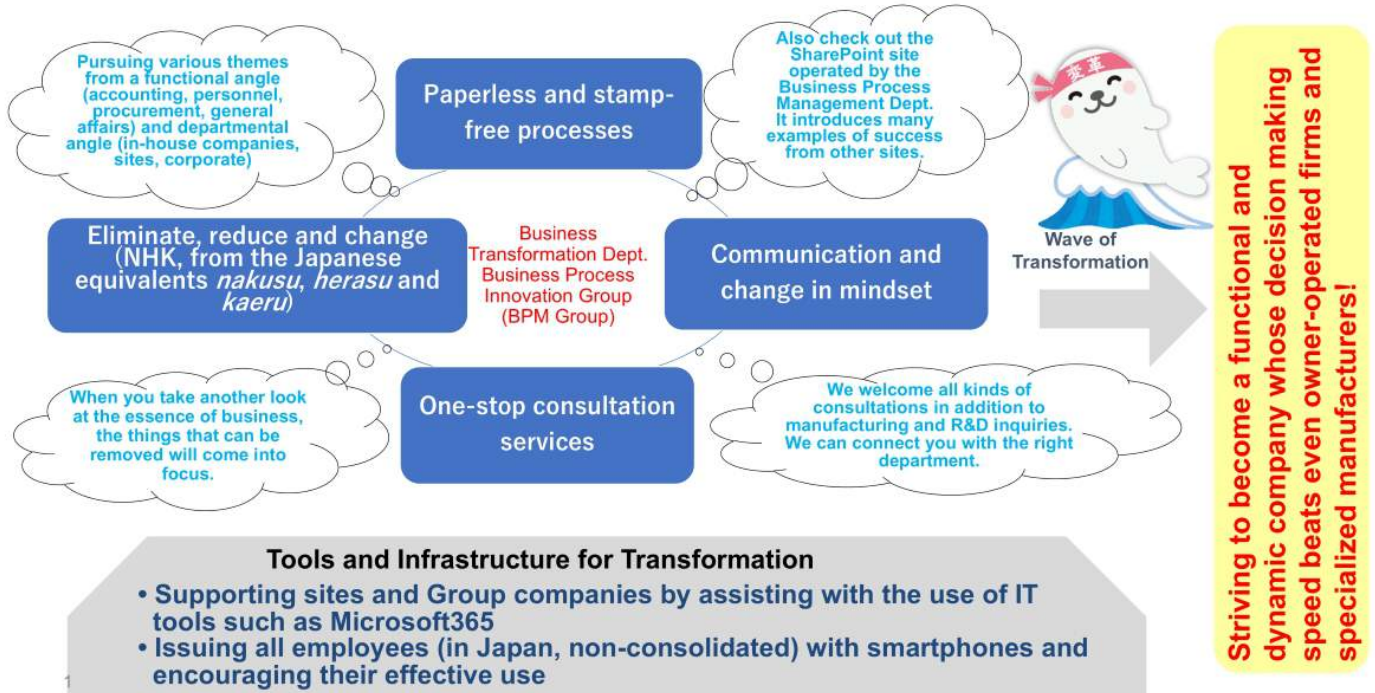 Pursuing various themes
from a functional angle
(accounting, personnel,
procurement, general
affairs) and departmental
angle (in-house companies,
sites, corporate)
Paperless and stamp-
free processes
Also check out the
SharePoint site
operated by the
Business Process
Management Dept.
It introduces many
examples of success
from other sites.
変革
Eliminate, reduce and change
(NHK, from the Japanese
equivalents nakusu, herasu and
kaeru)
Business
Transformation Dept.
Business Process
Innovation Group
(BPM Group)
Communication and
change in mindset
Wave of
Transformation
When you take another look
at the essence of business,
the things that can be
removed will come into
focus.
One-stop consultation
services
We welcome all kinds of
consultations in addition to
manufacturing and R&D inquiries.
We can connect you with the right
department.
Striving to become a functional and
dynamic company whose decision making
speed beats even owner-operated firms and
specialized manufacturers!
Tools and Infrastructure for Transformation
• Supporting sites and Group companies by assisting with the use of IT
tools such as Microsoft365
• Issuing all employees (in Japan, non-consolidated) with smartphones and
encouraging their effective use
1